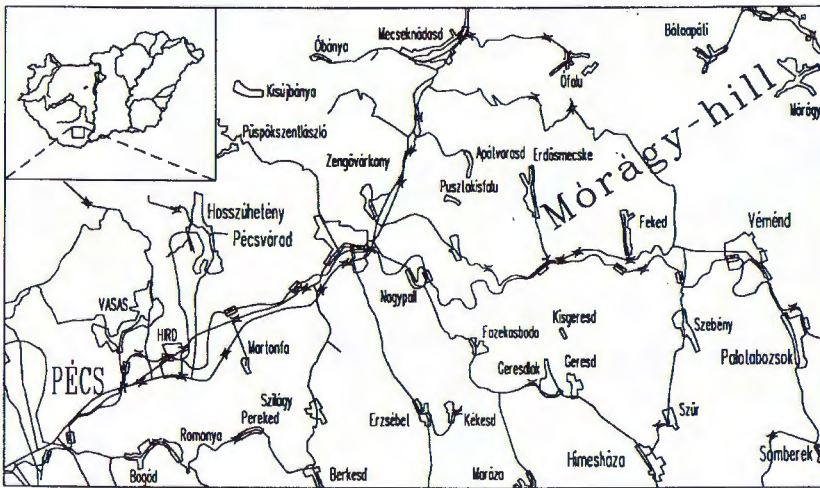 Mecseknádasd
Óbánya
Bátaapáti
Ófalu
Kisújbánya
Mórágy
Püspökszentlászló
Mórágy-hill
Zengővárkony
Apátvarasd
Erdősmecske
Pusztakisfalu
Hosszúhetény
Pécsvárad
Feked
Véménd
Nagypall
VASAS
HIRD
Martonfa
Fazekasboda
Kisgeresd
Szebény
Palotabozsok
PÉCS
Geresdlak
Geresd
Szilágy
Pereked
Erzsébet
Kékesd
Szűr
Romonya
Bogád
Berkesd
Maráza
Himesháza
Somberek